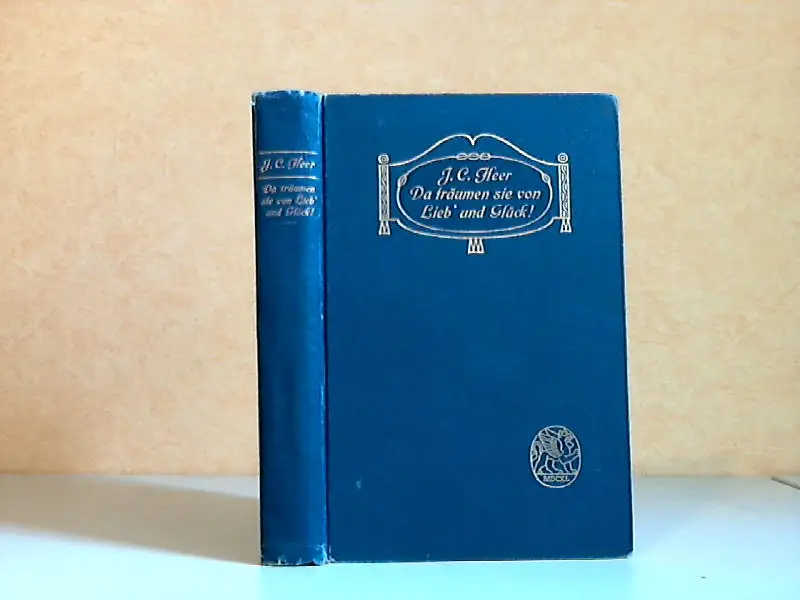 J. C. Heer
Da träumen
sie von Lieb'
und Glück!
J. C. Heer
Da träumen sie von
Lieb' und Glück!
MDCXL